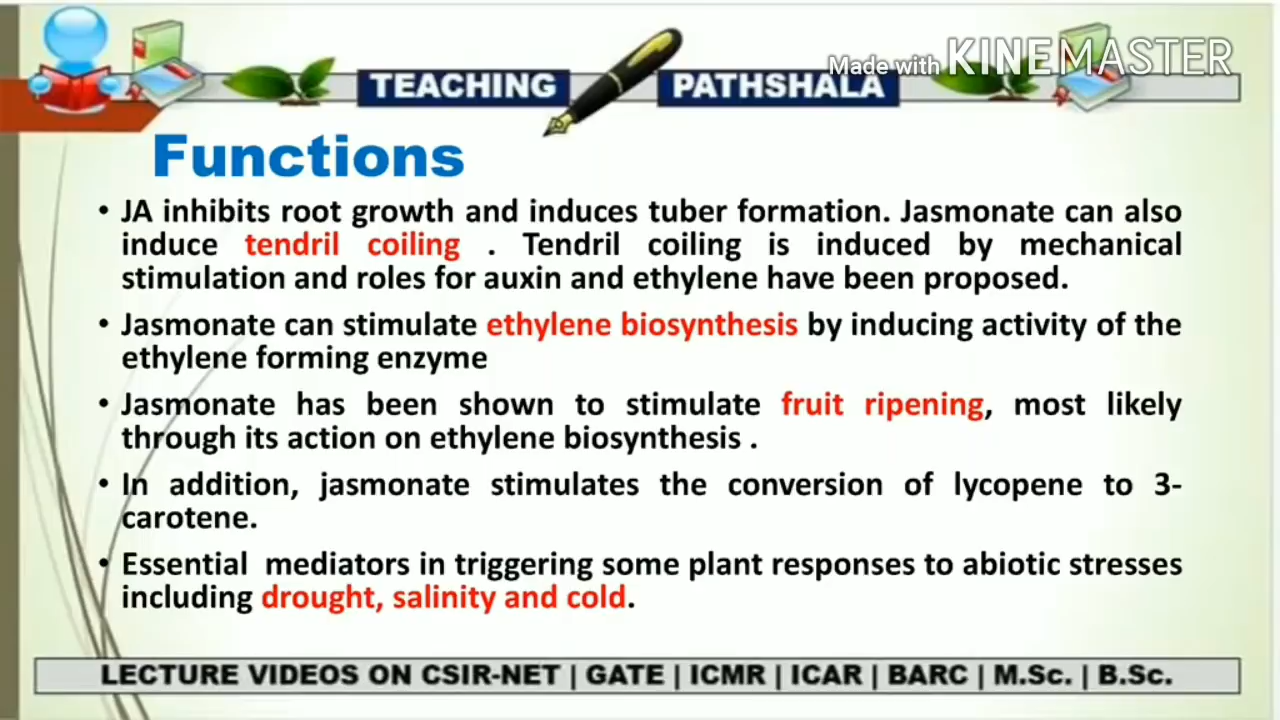 Made with KINEMASTER
TEACHING PATHSHALA
Functions
• JA inhibits root growth and induces tuber formation. Jasmonate can also
induce tendril coiling . Tendril coiling is induced by mechanical
stimulation and roles for auxin and ethylene have been proposed.
• Jasmonate can stimulate ethylene biosynthesis by inducing activity of the
ethylene forming enzyme
• Jasmonate has been shown to stimulate fruit ripening, most likely
through its action on ethylene biosynthesis .
• In addition, jasmonate stimulates the conversion of lycopene to 3-
carotene.
• Essential mediators in triggering some plant responses to abiotic stresses
including drought, salinity and cold.
LECTURE VIDEOS ON CSIR-NET | GATE | ICMR | ICAR | BARC | M.Sc. | B.Sc.